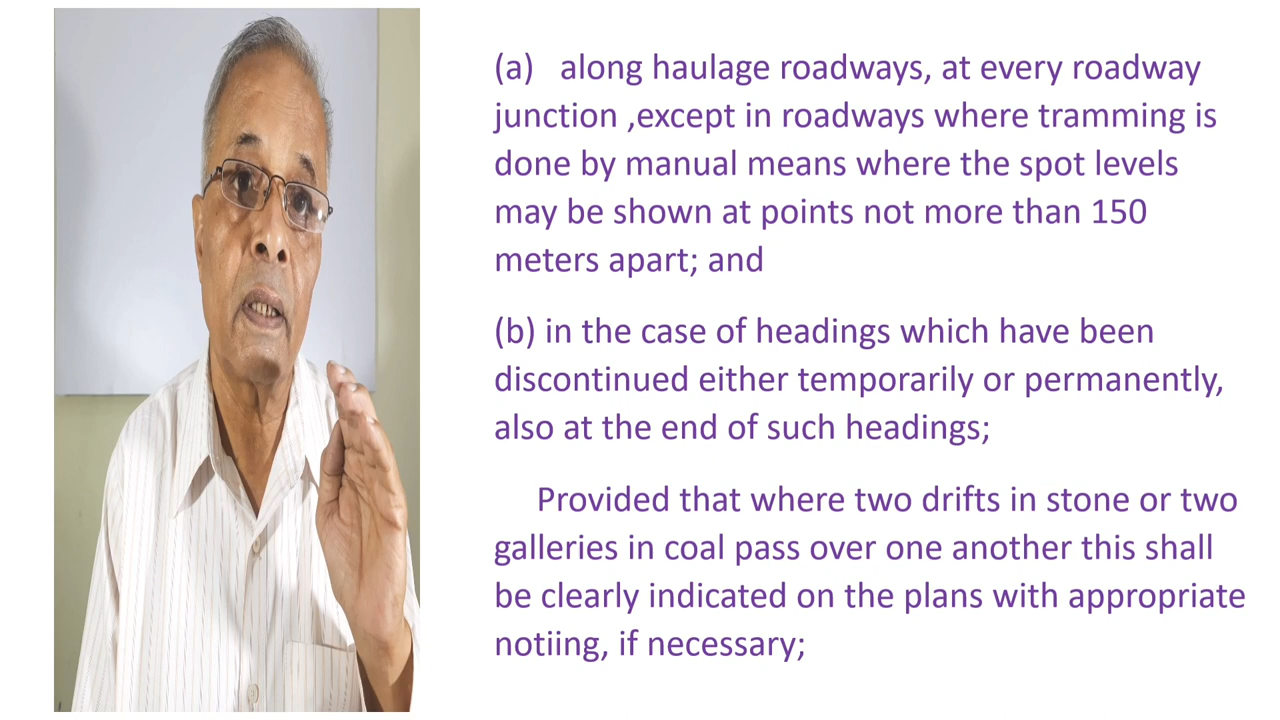 (a) along haulage roadways, at every roadway
junction ,except in roadways where tramming is
done by manual means where the spot levels
may be shown at points not more than 150
meters apart; and
(b) in the case of headings which have been
discontinued either temporarily or permanently,
also at the end of such headings;
Provided that where two drifts in stone or two
galleries in coal pass over one another this shall
be clearly indicated on the plans with appropriate
notiing, if necessary;